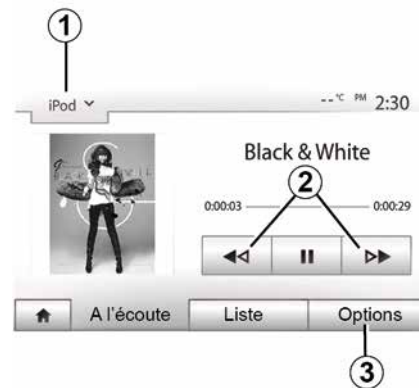 1
iPod
--°C PM 2:30
Black & White
2
0:00:03 0:00:29
A l'écoute Liste Options
3